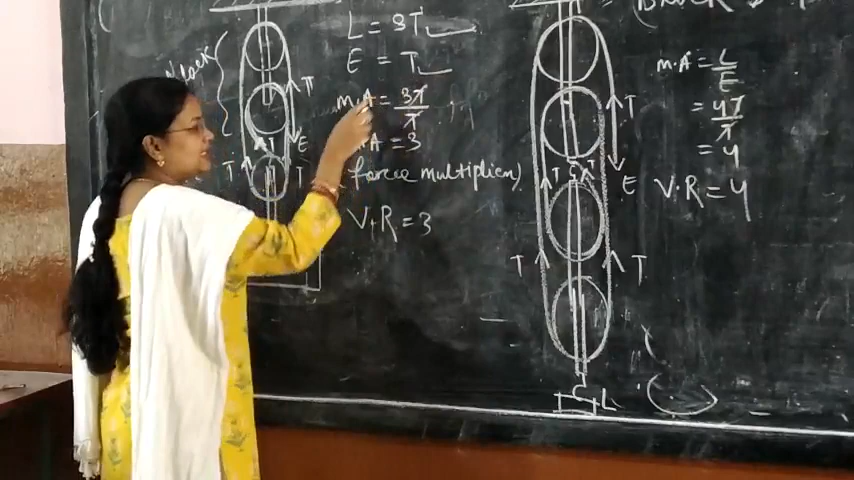 L = 3T
E = T
M.A = 3T/T
A = 3
force multiplier)
V.R = 3
T
E
T
T
Block
M.A = L/E
= 4T/T
= 4
V.R = 4
T
E
T
T
T
T
L